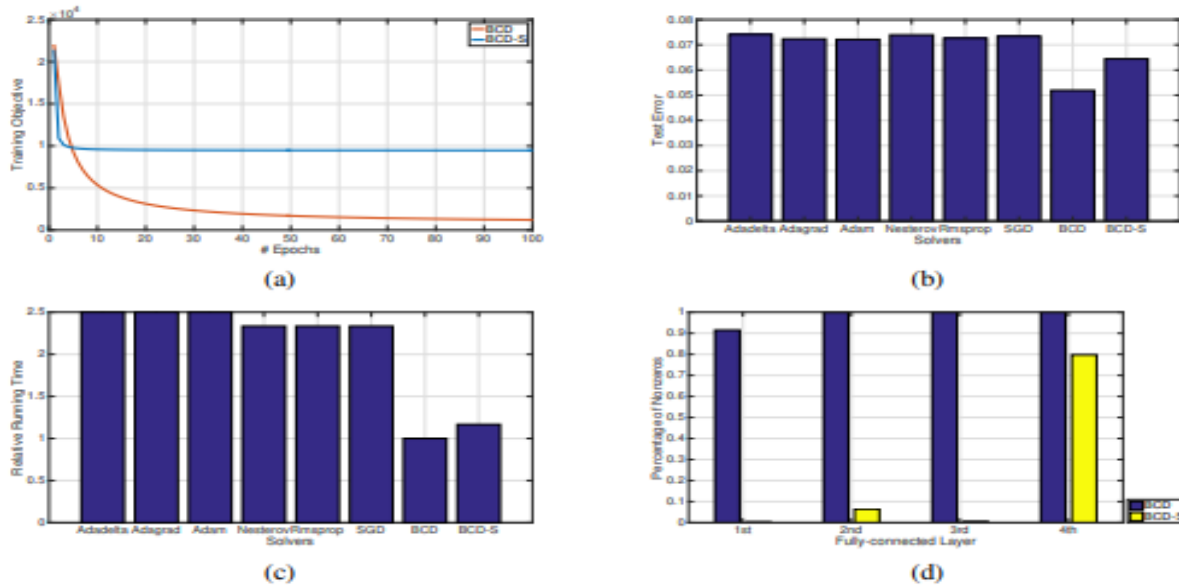 2.5 ×10⁴
BCD
BCD-S
2
1.5
1
0.5
0
Training Objective
0 10 20 30 40 50 60 70 80 90 100
# Epochs
(a)
0.08
0.07
0.06
0.05
0.04
0.03
0.02
0.01
0
Test Error
Adadelta Adagrad Adam Nesterov Rmsprop SGD BCD BCD-S
Solvers
(b)
2.5
2
1.5
1
0.5
0
Relative Running Time
Adadelta Adagrad Adam Nesterov Rmsprop SGD BCD BCD-S
Solvers
(c)
1
0.9
0.8
0.7
0.6
0.5
0.4
0.3
0.2
0.1
0
Percentage of Nonzeros
1st 2nd 3rd 4th
Fully-connected Layer
BCD
BCD-S
(d)